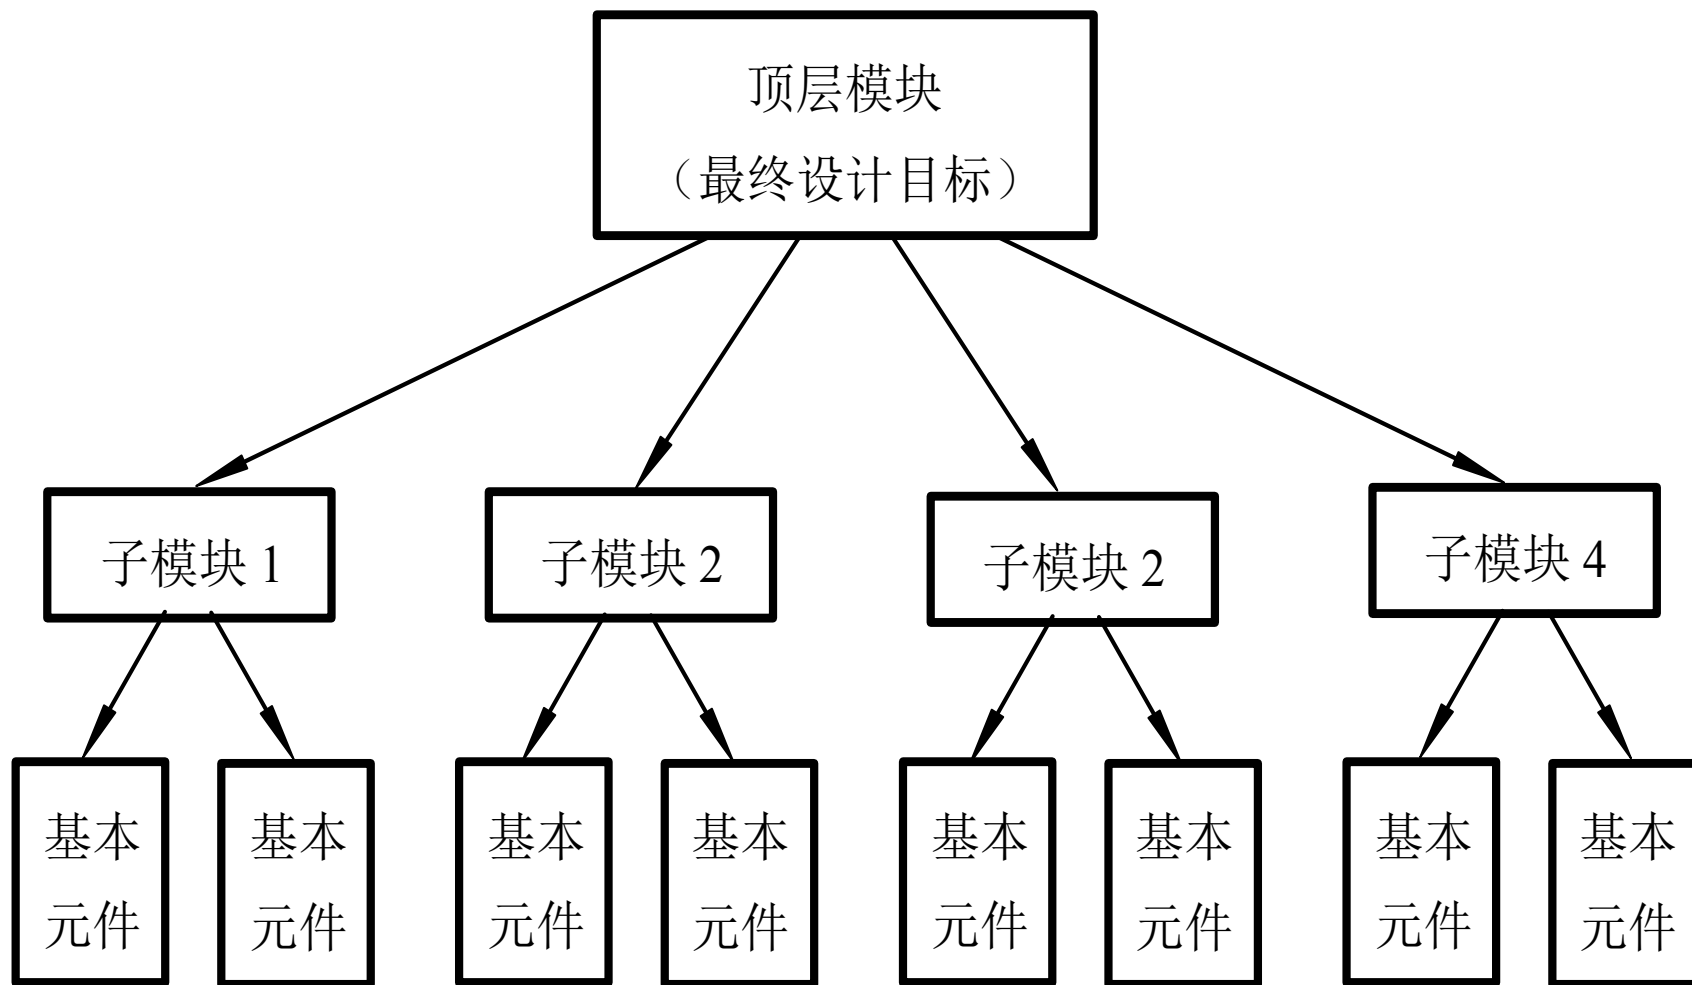 顶层模块
（最终设计目标）
子模块 1
子模块 2
子模块 2
子模块 4
基本
元件
基本
元件
基本
元件
基本
元件
基本
元件
基本
元件
基本
元件
基本
元件